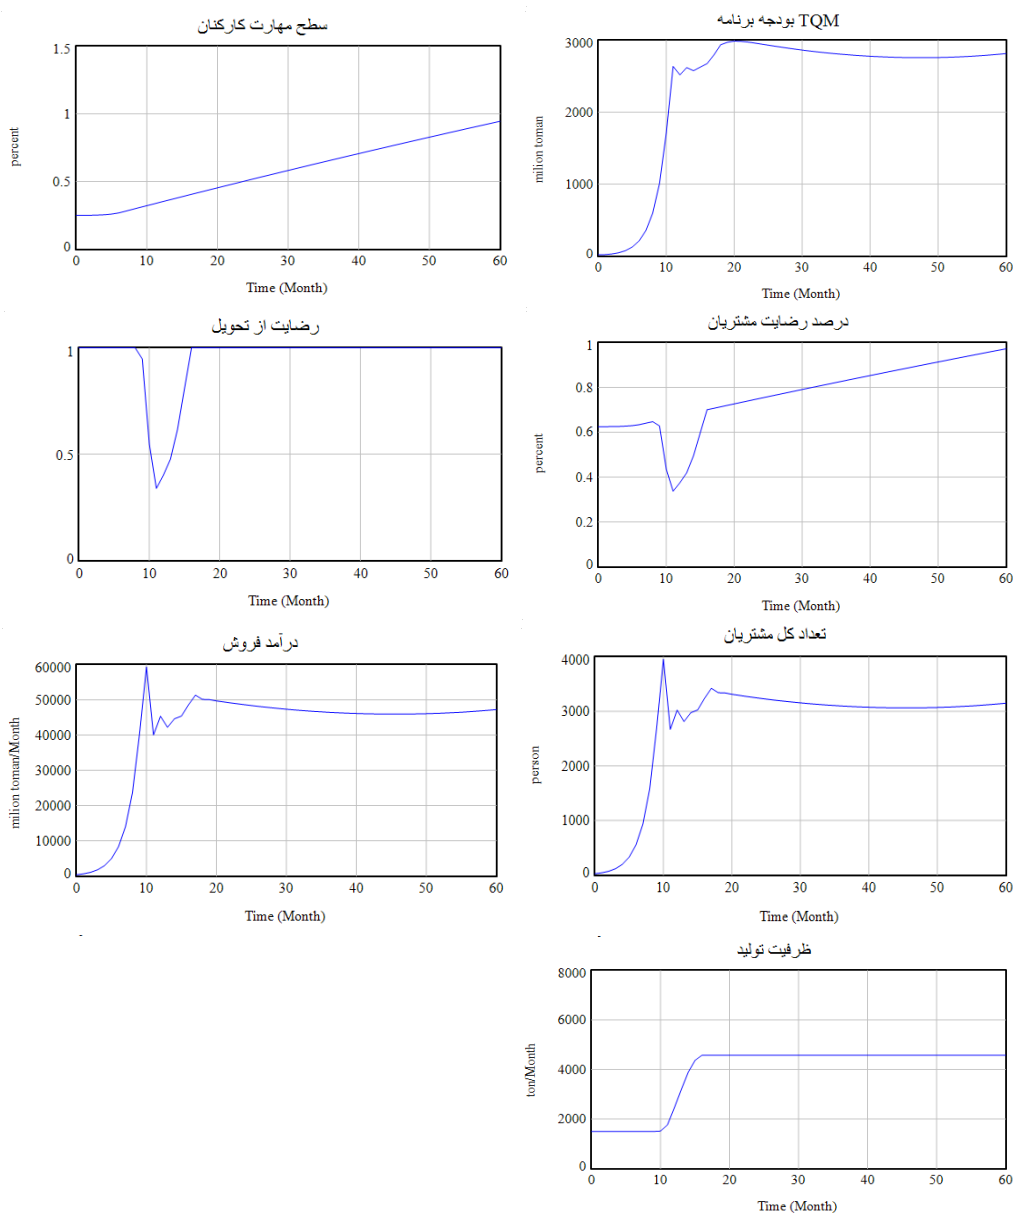 سطح مهارت کارکنان
1.5
1
0.5
0
percent
0 10 20 30 40 50 60
Time (Month)
بودجه برنامه TQM
3000
2000
1000
0
milion toman
0 10 20 30 40 50 60
Time (Month)
رضایت از تحویل
1
0.5
0
0 10 20 30 40 50 60
Time (Month)
درصد رضایت مشتریان
1
0.8
0.6
0.4
0.2
0
percent
0 10 20 30 40 50 60
Time (Month)
درآمد فروش
60000
50000
40000
30000
20000
10000
0
milion toman/Month
0 10 20 30 40 50 60
Time (Month)
تعداد کل مشتریان
4000
3000
2000
1000
0
person
0 10 20 30 40 50 60
Time (Month)
ظرفیت تولید
8000
6000
4000
2000
0
ton/Month
0 10 20 30 40 50 60
Time (Month)